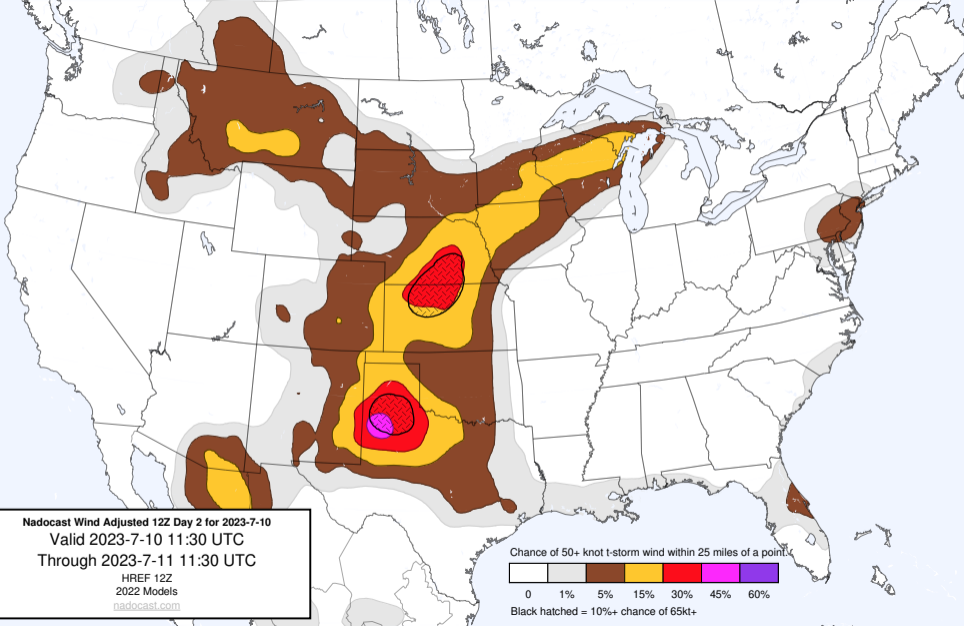 Nadocast Wind Adjusted 12Z Day 2 for 2023-7-10
Valid 2023-7-10 11:30 UTC
Through 2023-7-11 11:30 UTC
HREF 12Z
2022 Models
nadocast.com
Chance of 50+ knot t-storm wind within 25 miles of a point.
0 1% 5% 15% 30% 45% 60%
Black hatched = 10%+ chance of 65kt+